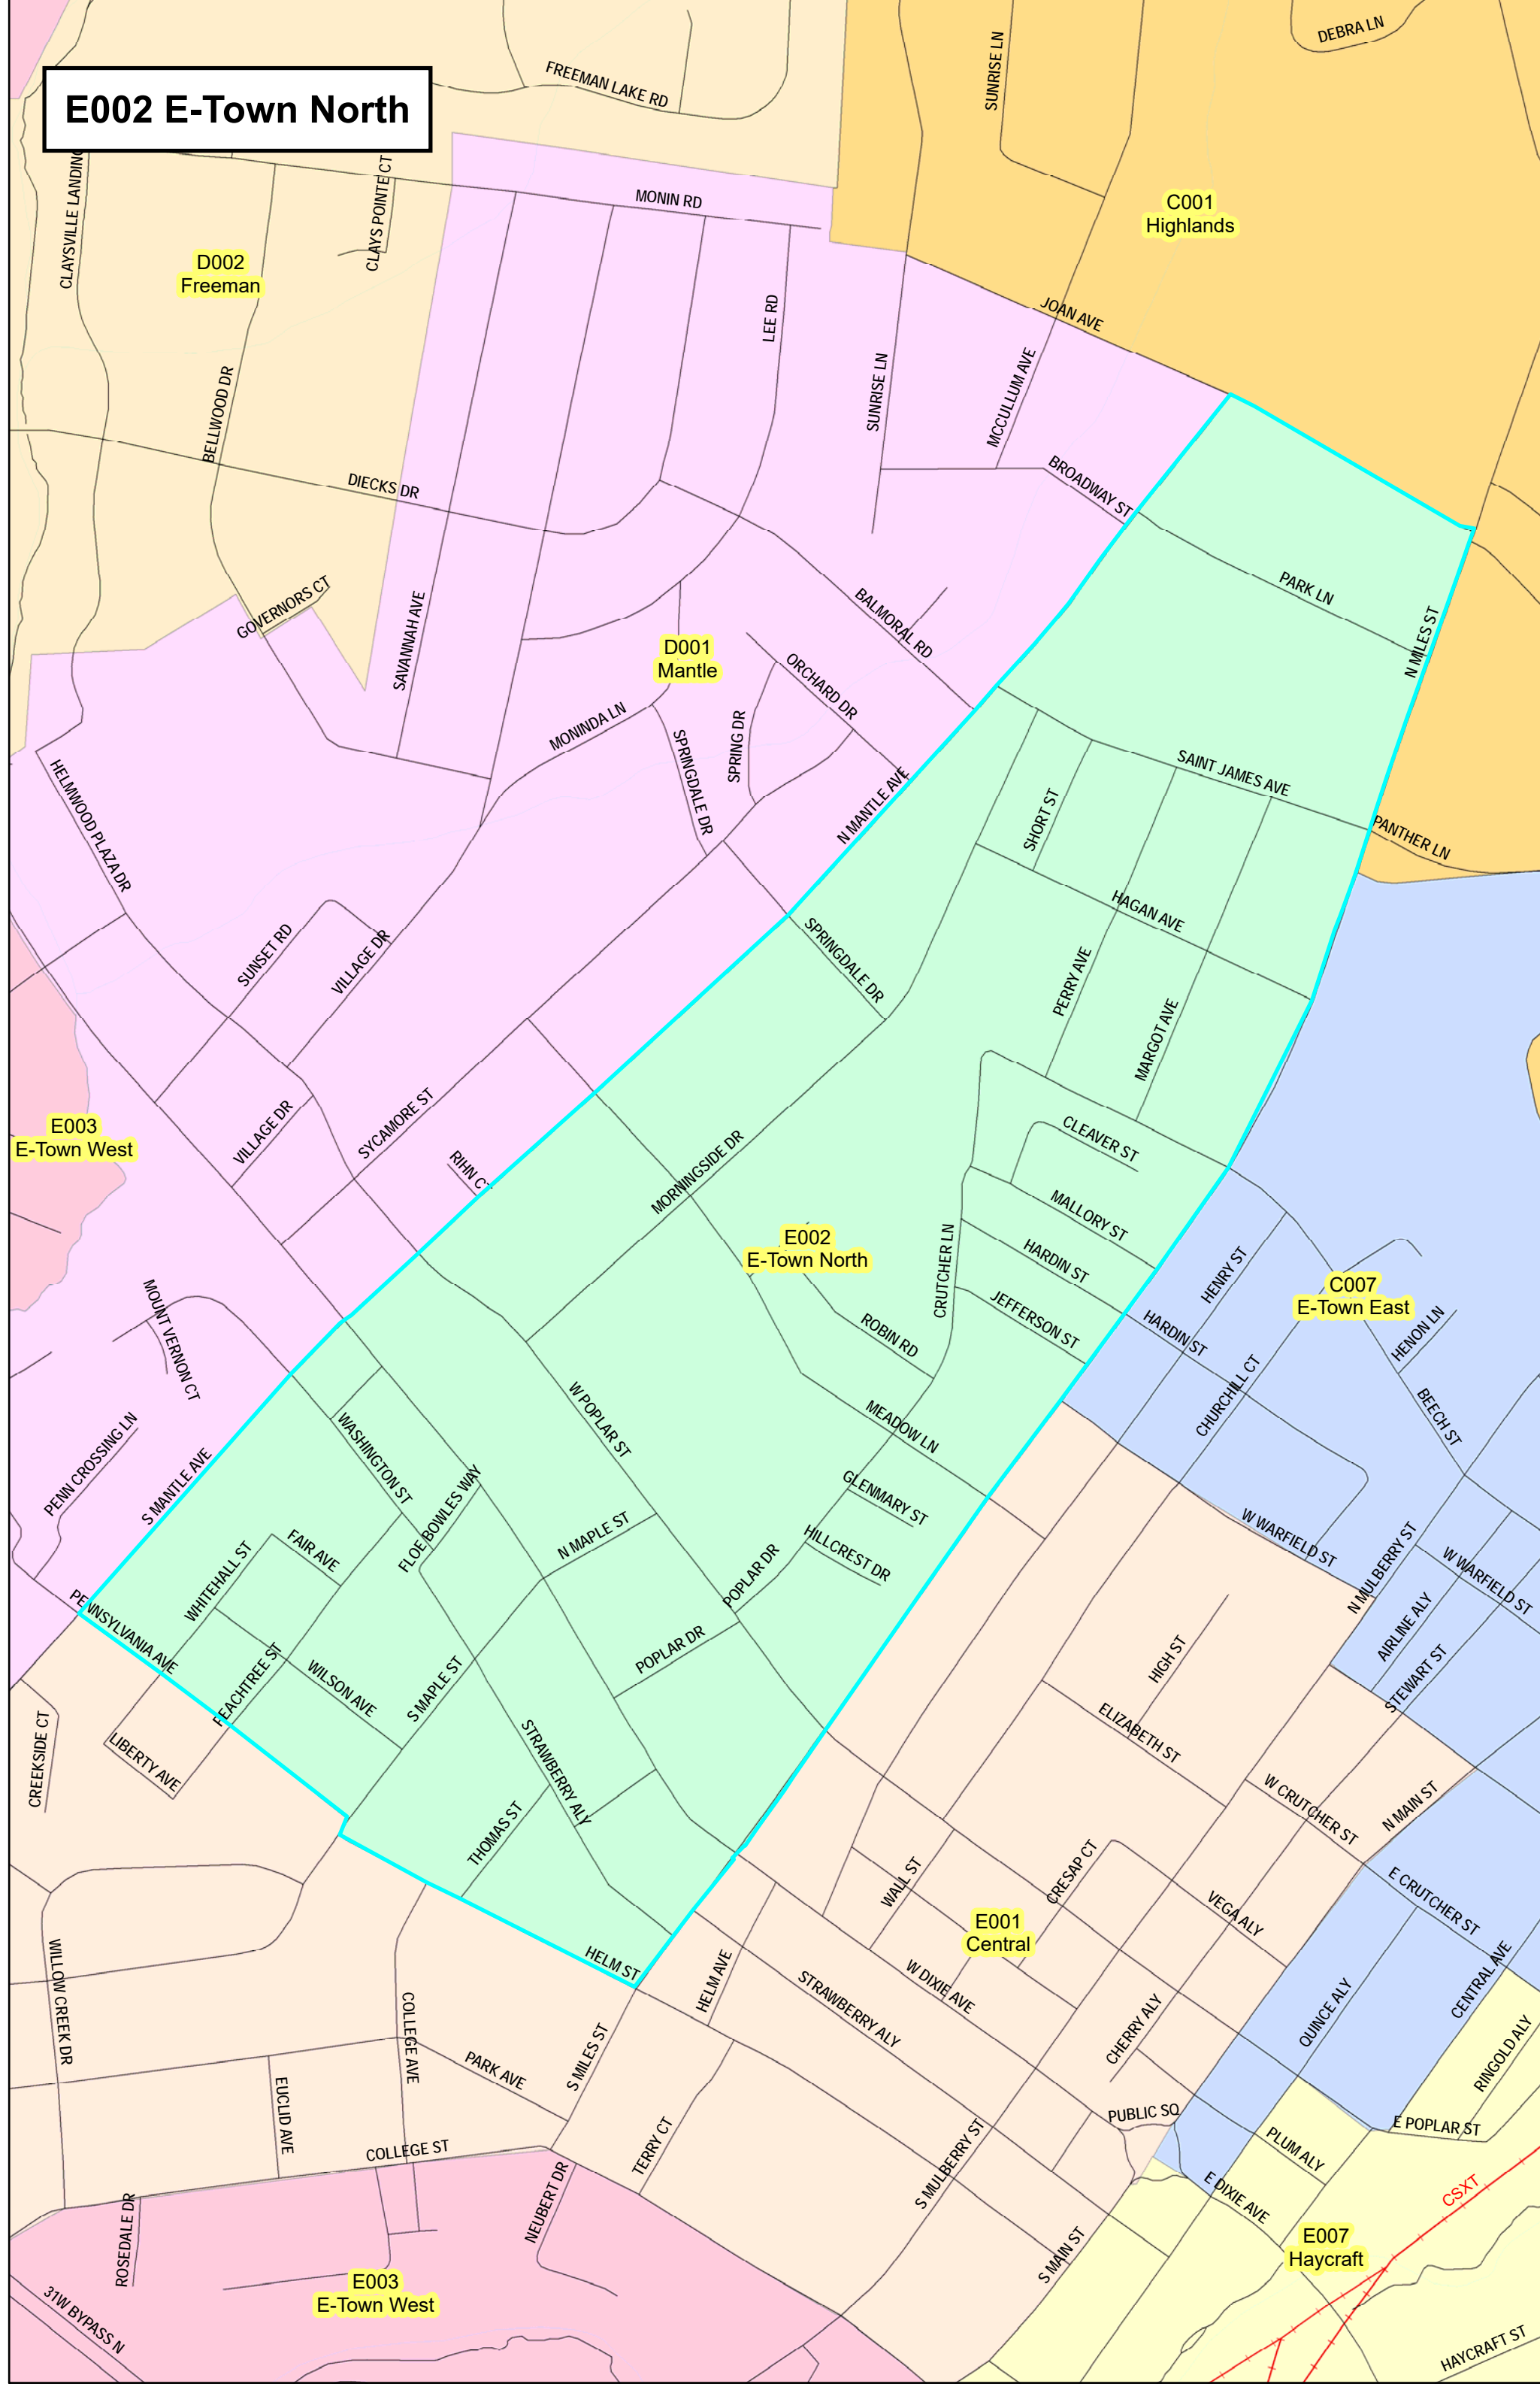 E002 E-Town North
FREEMAN LAKE RD
SUNRISE LN
DEBRA LN
CLAYSVILLE LANDING
CLAYS POINTE CT
MONIN RD
C001
Highlands
D002
Freeman
LEE RD
JOAN AVE
SUNRISE LN
MCCULLUM AVE
BELLWOOD DR
DIECKS DR
BROADWAY ST
PARK LN
GOVERNORS CT
SAVANNAH AVE
BALMORAL RD
N MILES ST
D001
Mantle
ORCHARD DR
MONINDA LN
SPRING DR
SPRINGDALE DR
SAINT JAMES AVE
N MANTLE AVE
SHORT ST
PANTHER LN
HELMWOOD PLAZA DR
HAGAN AVE
SUNSET RD
VILLAGE DR
SPRINGDALE DR
PERRY AVE
MARGOT AVE
E003
E-Town West
VILLAGE DR
SYCAMORE ST
RIHN CT
MORNINGSIDE DR
CLEAVER ST
MALLORY ST
E002
E-Town North
CRUTCHER LN
HARDIN ST
HENRY ST
C007
E-Town East
MOUNT VERNON CT
JEFFERSON ST
ROBIN RD
HARDIN ST
HENON LN
CHURCHILL CT
BEECH ST
W POPLAR ST
MEADOW LN
PENN CROSSING LN
S MANTLE AVE
WASHINGTON ST
FLOE BOWLES WAY
GLENMARY ST
N MAPLE ST
HILLCREST DR
W WARFIELD ST
W WARFIELD ST
N MULBERRY ST
FAIR AVE
WHITEHALL ST
POPLAR DR
AIRLINE ALY
PENNSYLVANIA AVE
PEACHTREE ST
WILSON AVE
S MAPLE ST
POPLAR DR
HIGH ST
STEWART ST
ELIZABETH ST
CREEKSIDE CT
LIBERTY AVE
STRAWBERRY ALY
W CRUTCHER ST
N MAIN ST
THOMAS ST
WALL ST
CRESAP CT
VEGA ALY
E CRUTCHER ST
E001
Central
WILLOW CREEK DR
HELM ST
HELM AVE
STRAWBERRY ALY
W DIXIE AVE
CENTRAL AVE
QUINCE ALY
CHERRY ALY
RINGOLD ALY
COLLEGE AVE
PARK AVE
S MILES ST
EUCLID AVE
PUBLIC SQ
E POPLAR ST
COLLEGE ST
TERRY CT
PLUM ALY
S MULBERRY ST
E DIXIE AVE
CSXT
ROSEDALE DR
NEUBERT DR
S MAIN ST
E007
Haycraft
E003
E-Town West
31W BYPASS N
HAYCRAFT ST